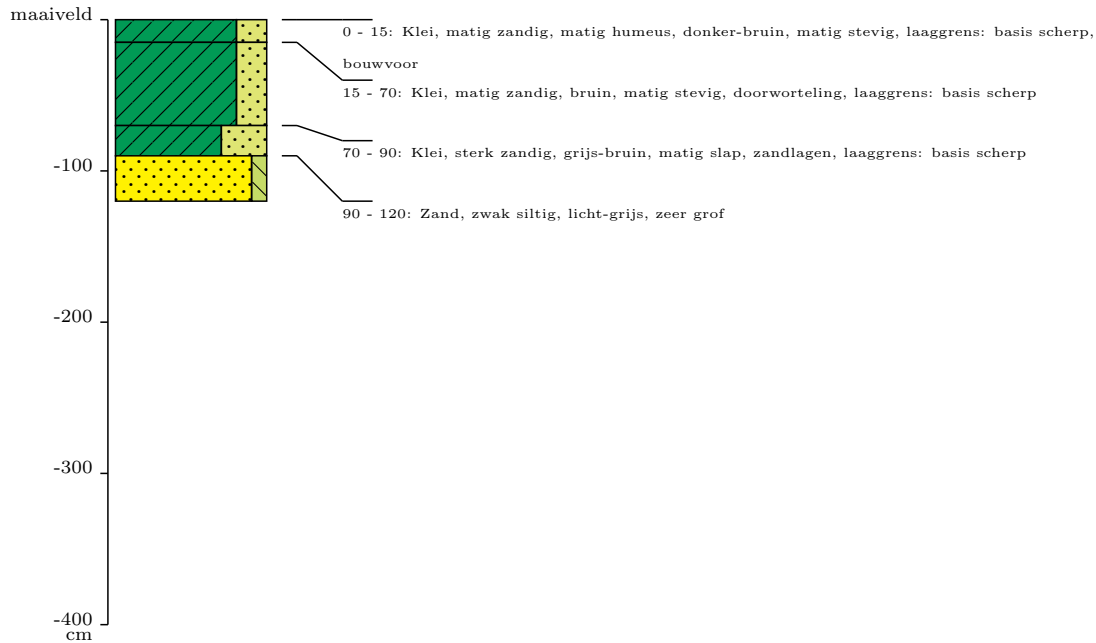 maaiveld
0 - 15: Klei, matig zandig, matig humeus, donker-bruin, matig stevig, laaggrens: basis scherp,
bouwvoor
15 - 70: Klei, matig zandig, bruin, matig stevig, doorworteling, laaggrens: basis scherp
70 - 90: Klei, sterk zandig, grijs-bruin, matig slap, zandlagen, laaggrens: basis scherp
-100
90 - 120: Zand, zwak siltig, licht-grijs, zeer grof
-200
-300
-400
cm